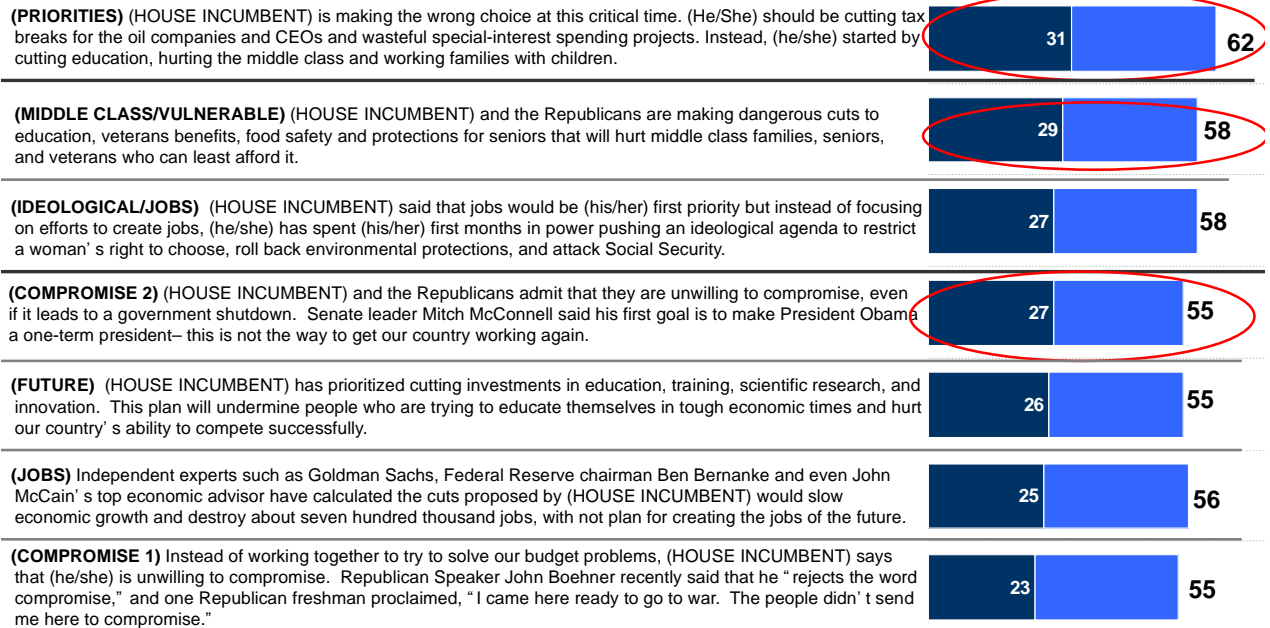 (PRIORITIES) (HOUSE INCUMBENT) is making the wrong choice at this critical time. (He/She) should be cutting tax
breaks for the oil companies and CEOs and wasteful special-interest spending projects. Instead, (he/she) started by
cutting education, hurting the middle class and working families with children.
31
62
(MIDDLE CLASS/VULNERABLE) (HOUSE INCUMBENT) and the Republicans are making dangerous cuts to
education, veterans benefits, food safety and protections for seniors that will hurt middle class families, seniors,
and veterans who can least afford it.
29
58
(IDEOLOGICAL/JOBS) (HOUSE INCUMBENT) said that jobs would be (his/her) first priority but instead of focusing
on efforts to create jobs, (he/she) has spent (his/her) first months in power pushing an ideological agenda to restrict
a woman' s right to choose, roll back environmental protections, and attack Social Security.
27
58
(COMPROMISE 2) (HOUSE INCUMBENT) and the Republicans admit that they are unwilling to compromise, even
if it leads to a government shutdown. Senate leader Mitch McConnell said his first goal is to make President Obama
a one-term president– this is not the way to get our country working again.
27
55
(FUTURE) (HOUSE INCUMBENT) has prioritized cutting investments in education, training, scientific research, and
innovation. This plan will undermine people who are trying to educate themselves in tough economic times and hurt
our country' s ability to compete successfully.
26
55
(JOBS) Independent experts such as Goldman Sachs, Federal Reserve chairman Ben Bernanke and even John
McCain' s top economic advisor have calculated the cuts proposed by (HOUSE INCUMBENT) would slow
economic growth and destroy about seven hundred thousand jobs, with not plan for creating the jobs of the future.
25
56
(COMPROMISE 1) Instead of working together to try to solve our budget problems, (HOUSE INCUMBENT) says
that (he/she) is unwilling to compromise. Republican Speaker John Boehner recently said that he “ rejects the word
compromise,” and one Republican freshman proclaimed, “ I came here ready to go to war. The people didn' t send
me here to compromise.”
23
55